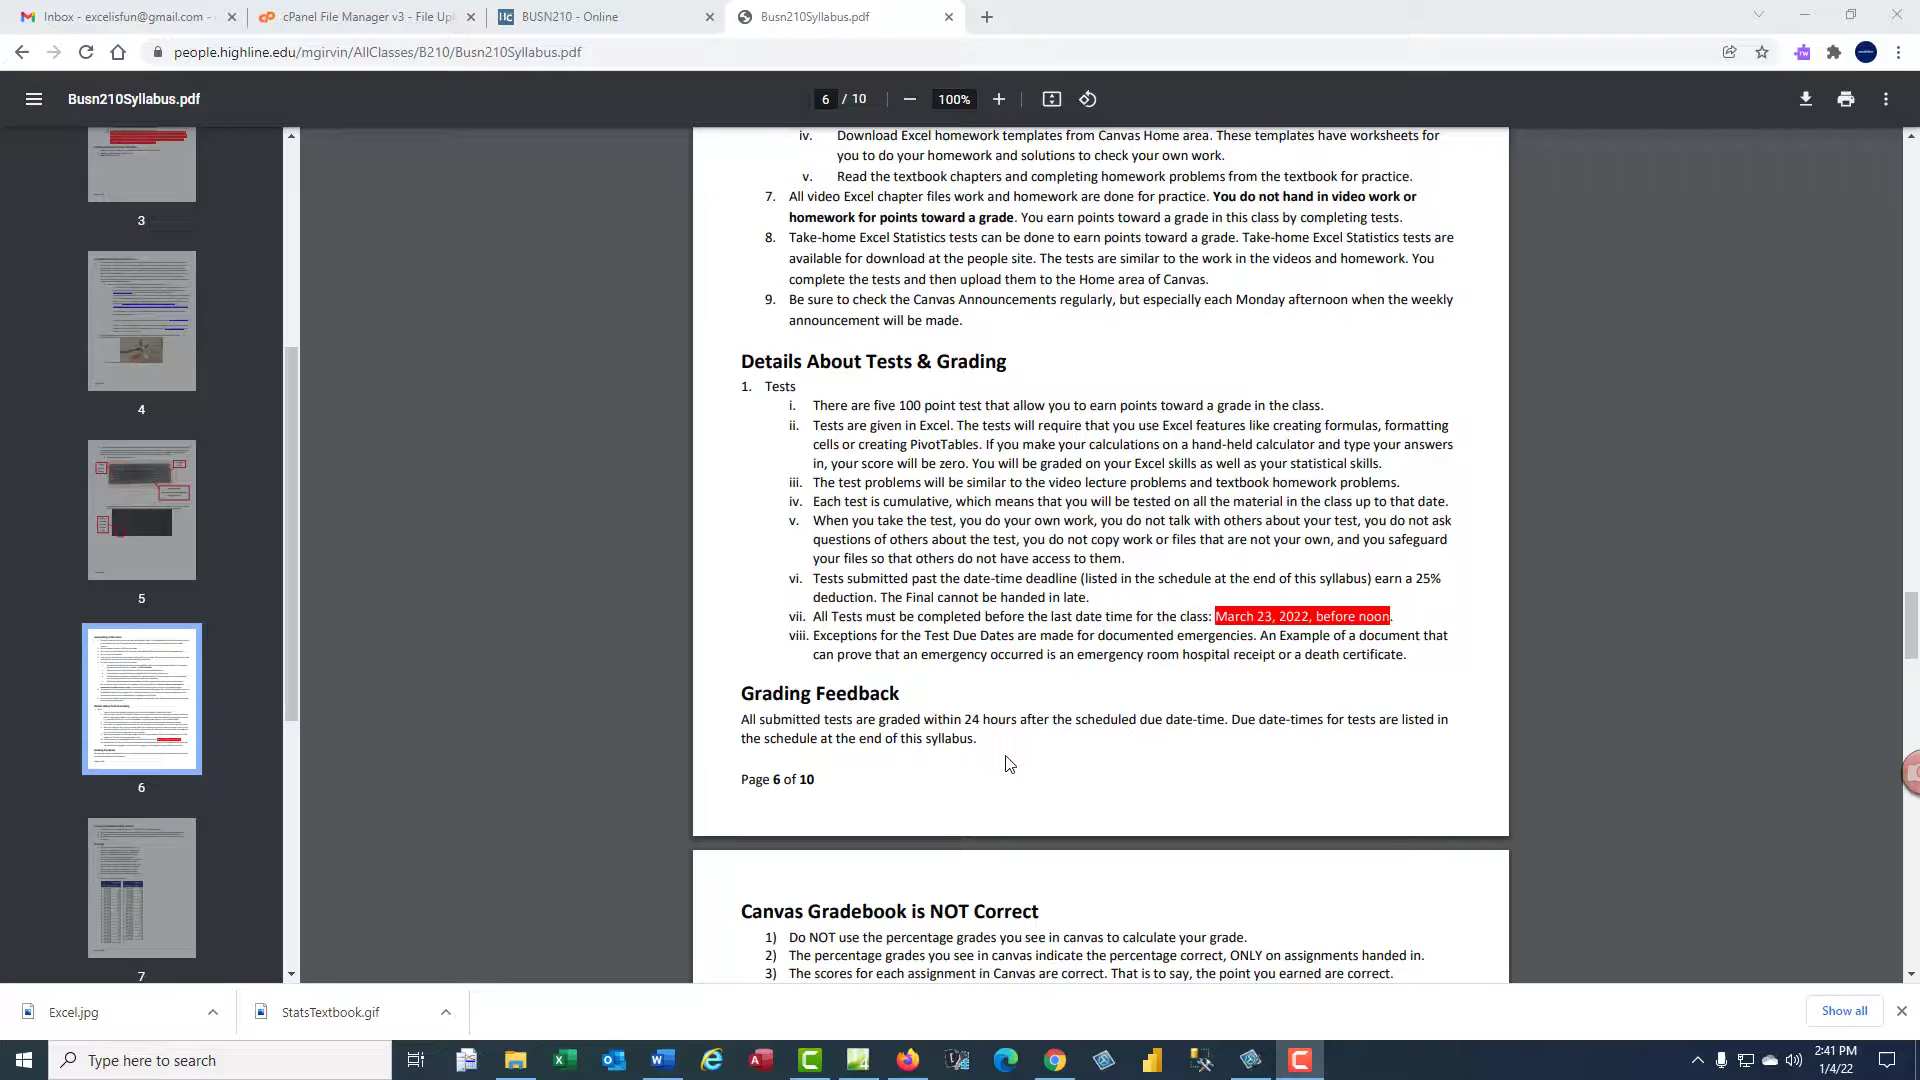 Inbox - excelisfun@gmail.com -
cPanel File Manager v3 - File Upl
BUSN210 - Online
Busn210Syllabus.pdf
people.highline.edu/mgirvin/AllClasses/B210/Busn210Syllabus.pdf
Busn210Syllabus.pdf
6 / 10
100%
iv. Download Excel homework templates from Canvas Home area. These templates have worksheets for
you to do your homework and solutions to check your own work.
v. Read the textbook chapters and completing homework problems from the textbook for practice.
7. All video Excel chapter files work and homework are done for practice. You do not hand in video work or
homework for points toward a grade. You earn points toward a grade in this class by completing tests.
8. Take-home Excel Statistics tests can be done to earn points toward a grade. Take-home Excel Statistics tests are
available for download at the people site. The tests are similar to the work in the videos and homework. You
complete the tests and then upload them to the Home area of Canvas.
9. Be sure to check the Canvas Announcements regularly, but especially each Monday afternoon when the weekly
announcement will be made.
Details About Tests & Grading
1. Tests
i. There are five 100 point test that allow you to earn points toward a grade in the class.
ii. Tests are given in Excel. The tests will require that you use Excel features like creating formulas, formatting
cells or creating PivotTables. If you make your calculations on a hand-held calculator and type your answers
in, your score will be zero. You will be graded on your Excel skills as well as your statistical skills.
iii. The test problems will be similar to the video lecture problems and textbook homework problems.
iv. Each test is cumulative, which means that you will be tested on all the material in the class up to that date.
v. When you take the test, you do your own work, you do not talk with others about your test, you do not ask
questions of others about the test, you do not copy work or files that are not your own, and you safeguard
your files so that others do not have access to them.
vi. Tests submitted past the date-time deadline (listed in the schedule at the end of this syllabus) earn a 25%
deduction. The Final cannot be handed in late.
vii. All Tests must be completed before the last date time for the class: March 23, 2022, before noon.
viii. Exceptions for the Test Due Dates are made for documented emergencies. An Example of a document that
can prove that an emergency occurred is an emergency room hospital receipt or a death certificate.
Grading Feedback
All submitted tests are graded within 24 hours after the scheduled due date-time. Due date-times for tests are listed in
the schedule at the end of this syllabus.
Page 6 of 10
Canvas Gradebook is NOT Correct
1) Do NOT use the percentage grades you see in canvas to calculate your grade.
2) The percentage grades you see in canvas indicate the percentage correct, ONLY on assignments handed in.
3) The scores for each assignment in Canvas are correct. That is to say, the point you earned are correct.
3
4
5
6
7
Excel.jpg
StatsTextbook.gif
Show all
Type here to search
2:41 PM
1/4/22